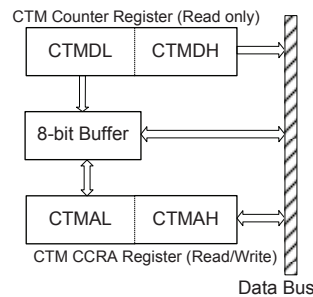 CTM Counter Register (Read only)
CTMDL CTMDH
8-bit Buffer
CTMAL CTMAH
CTM CCRA Register (Read/Write)
Data Bus